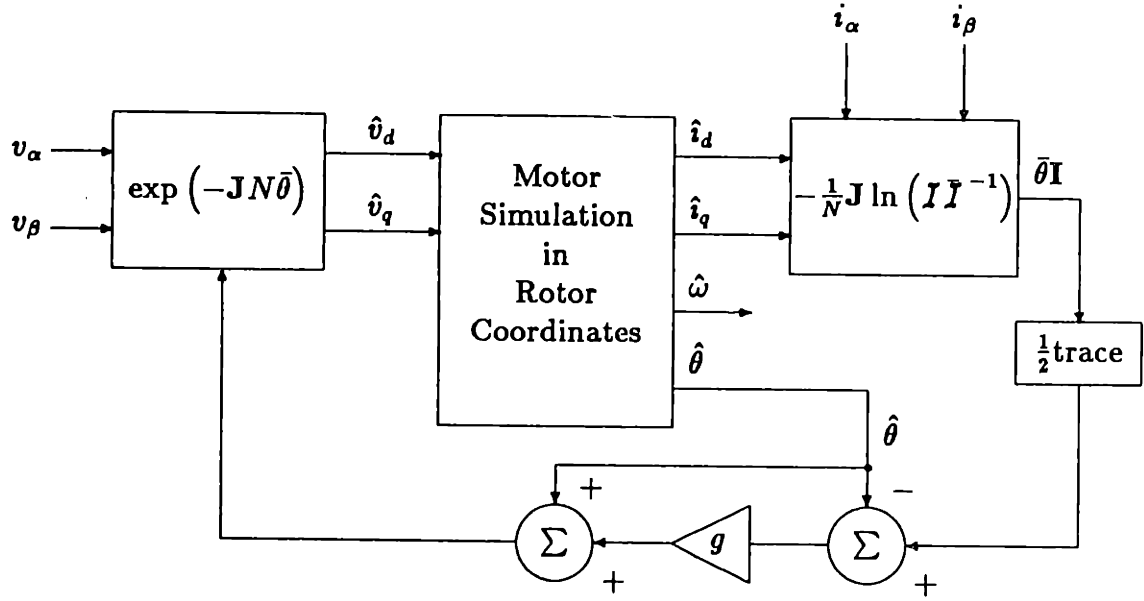 i_α i_β
v_α
v_β
exp (−JNθ̄)
v̂_d
v̂_q
Motor
Simulation
in
Rotor
Coordinates
î_d
î_q
ω̂
θ̂
−1/N J ln (I Ī ⁻¹)
θ̄I
½trace
θ̂
+
−
Σ
+
g
Σ
+